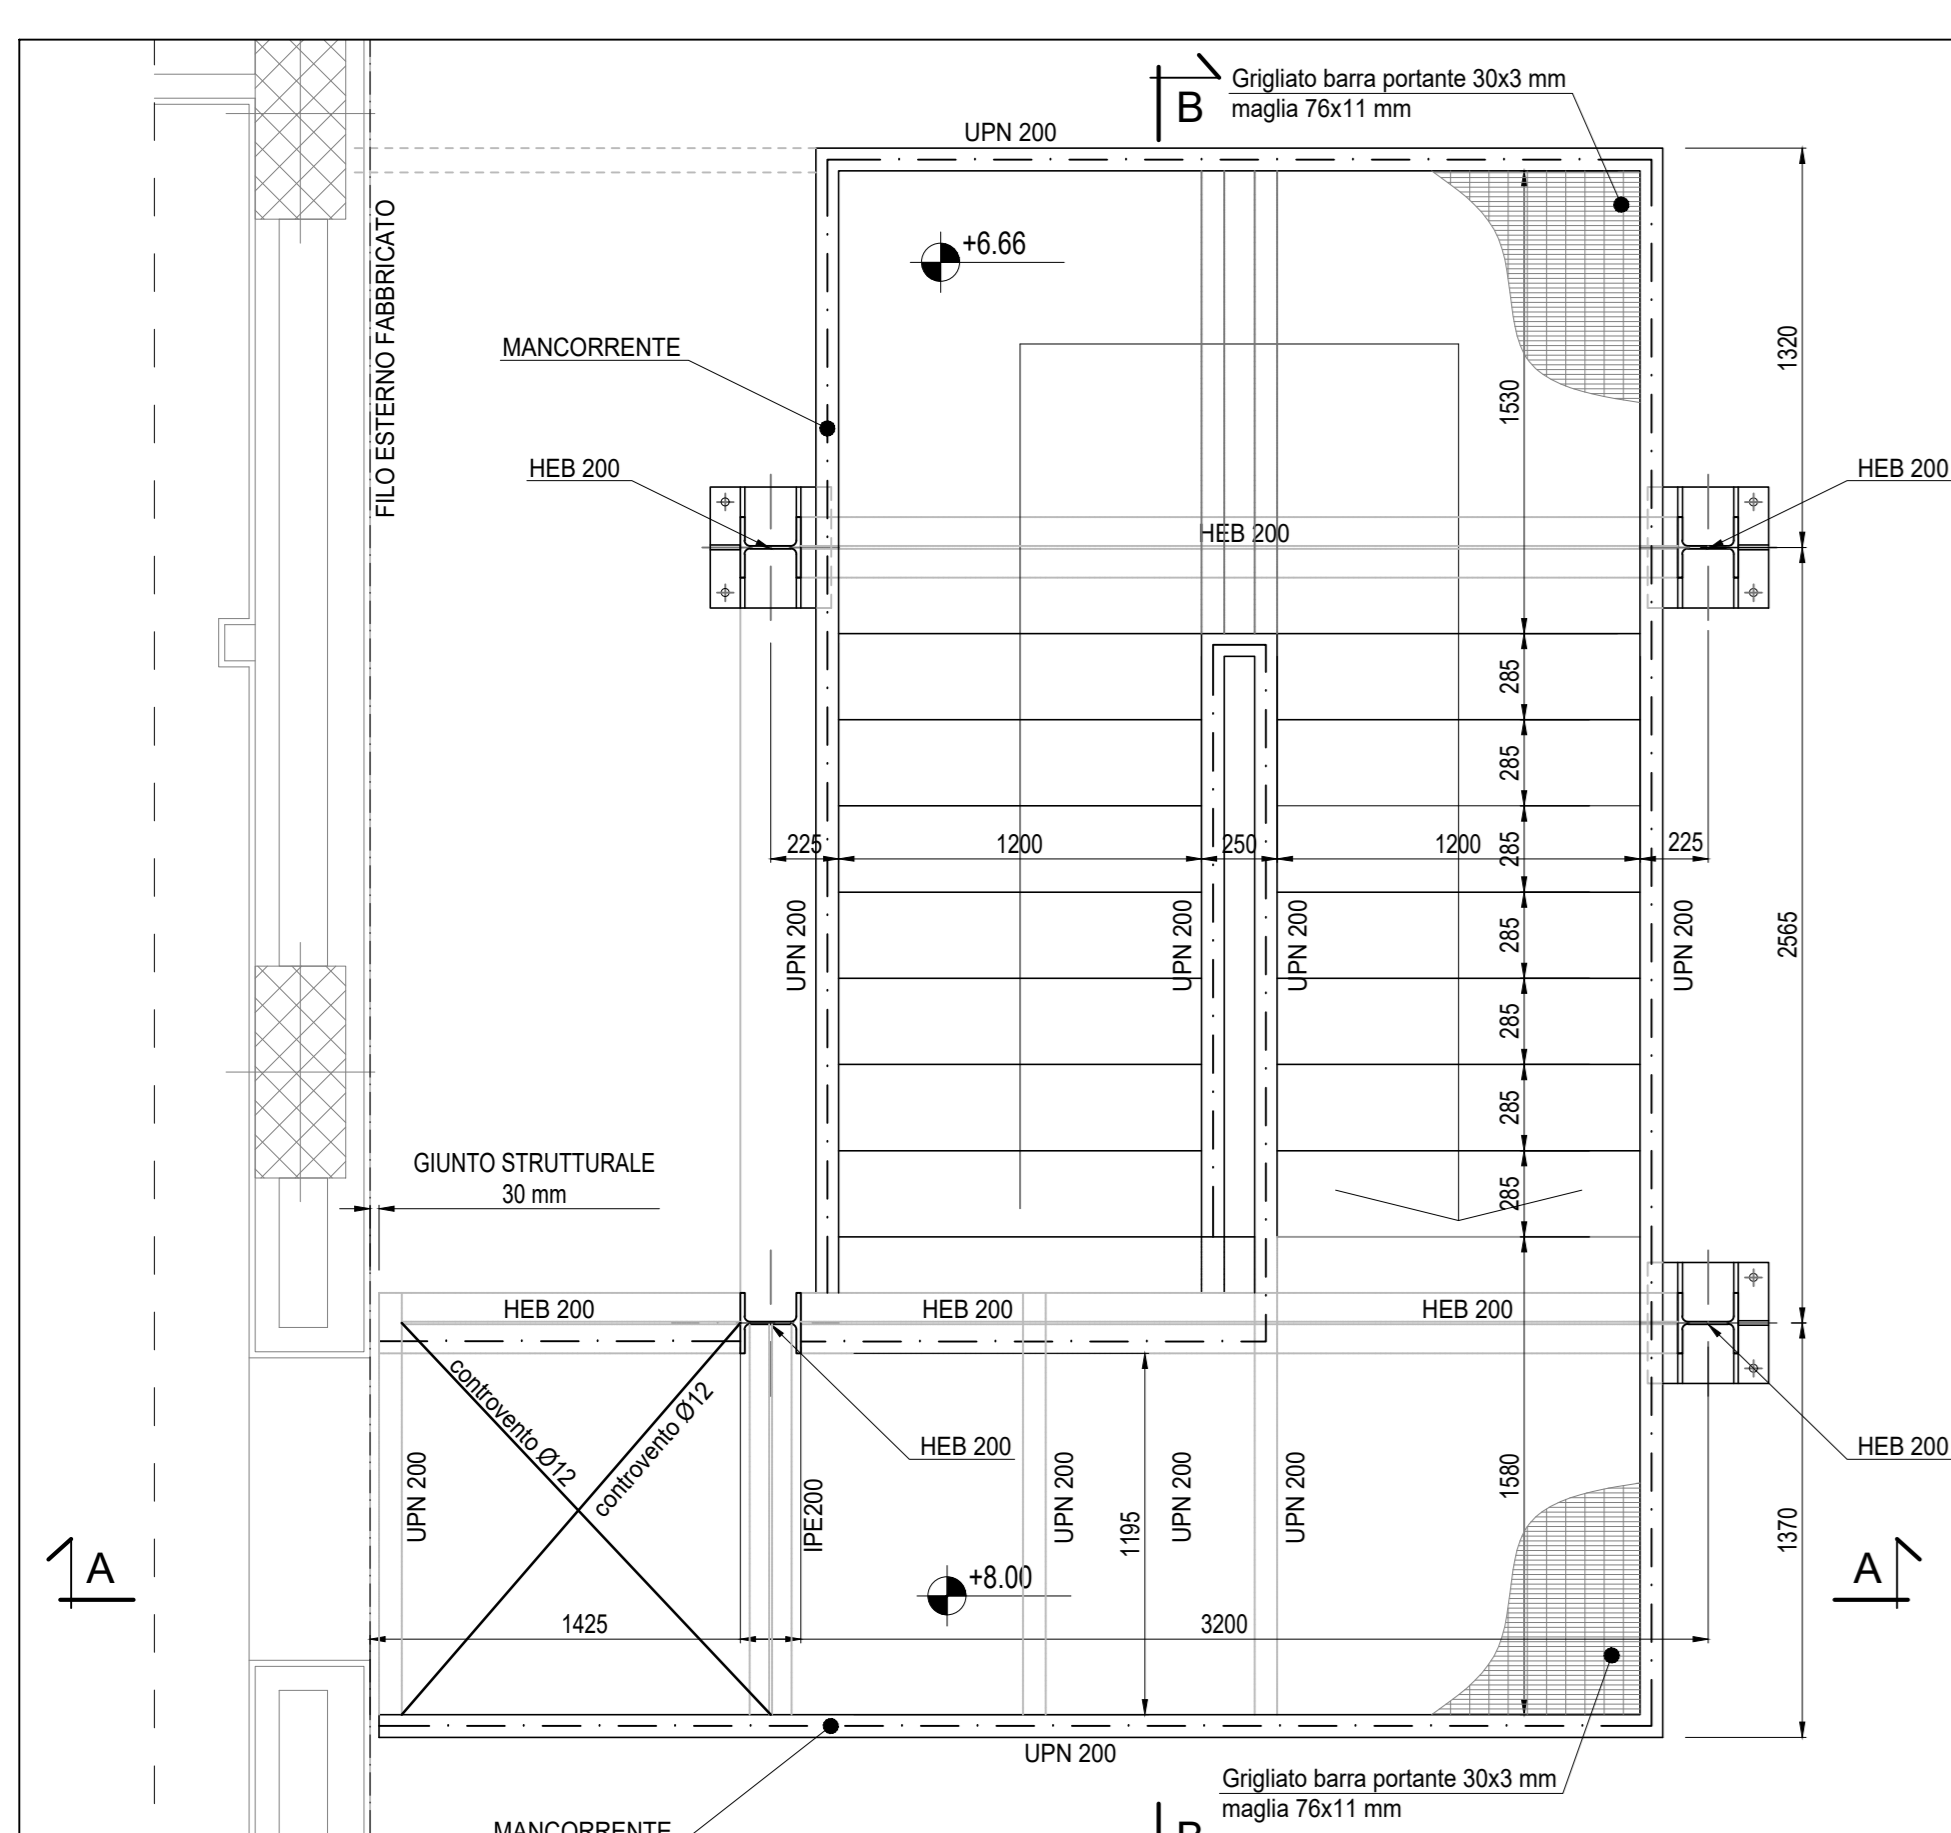 B
Grigliato barra portante 30x3 mm
maglia 76x11 mm
UPN 200
FILO ESTERNO FABBRICATO
+6.66
MANCORRENTE
1530
1320
HEB 200
HEB 200
HEB 200
285
285
285
225
1200
250
1200
225
UPN 200
UPN 200
UPN 200
285
UPN 200
2565
285
285
GIUNTO STRUTTURALE
30 mm
285
HEB 200
HEB 200
HEB 200
controvento Ø12
controvento Ø12
HEB 200
HEB 200
UPN 200
IPE200
UPN 200
1195
UPN 200
UPN 200
1580
1370
A
A
+8.00
1425
3200
UPN 200
Grigliato barra portante 30x3 mm
maglia 76x11 mm
MANCORRENTE
B